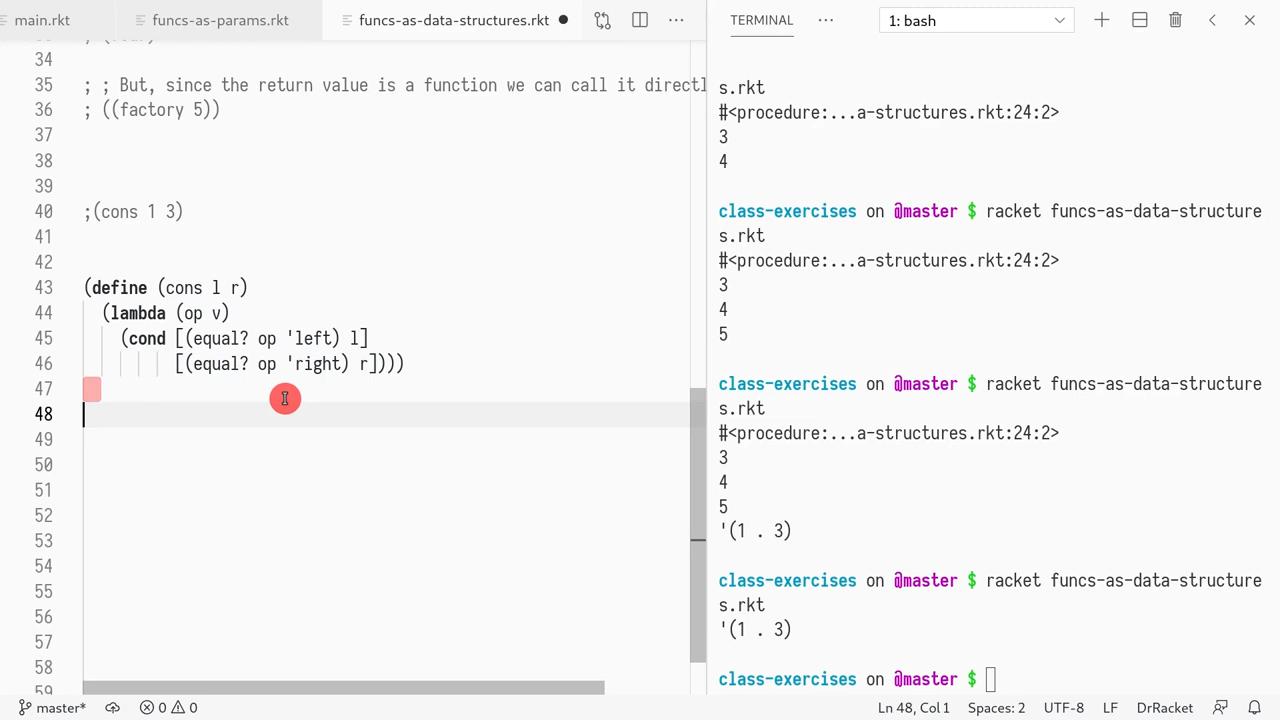 main.rkt funcs-as-params.rkt funcs-as-data-structures.rkt TERMINAL 1: bash
34
35 ; ; But, since the return value is a function we can call it directl
36 ; ((factory 5))
37
38
39
40 ;(cons 1 3)
41
42
43 (define (cons l r)
44 (lambda (op v)
45 (cond [(equal? op 'left) l]
46 [(equal? op 'right) r])))
47
48
49
50
51
52
53
54
55
56
57
58
59
s.rkt
#<procedure:...a-structures.rkt:24:2>
3
4
class-exercises on @master $ racket funcs-as-data-structure
s.rkt
#<procedure:...a-structures.rkt:24:2>
3
4
5
class-exercises on @master $ racket funcs-as-data-structure
s.rkt
#<procedure:...a-structures.rkt:24:2>
3
4
5
'(1 . 3)
class-exercises on @master $ racket funcs-as-data-structure
s.rkt
'(1 . 3)
class-exercises on @master $
master* 0 0 Ln 48, Col 1 Spaces: 2 UTF-8 LF DrRacket